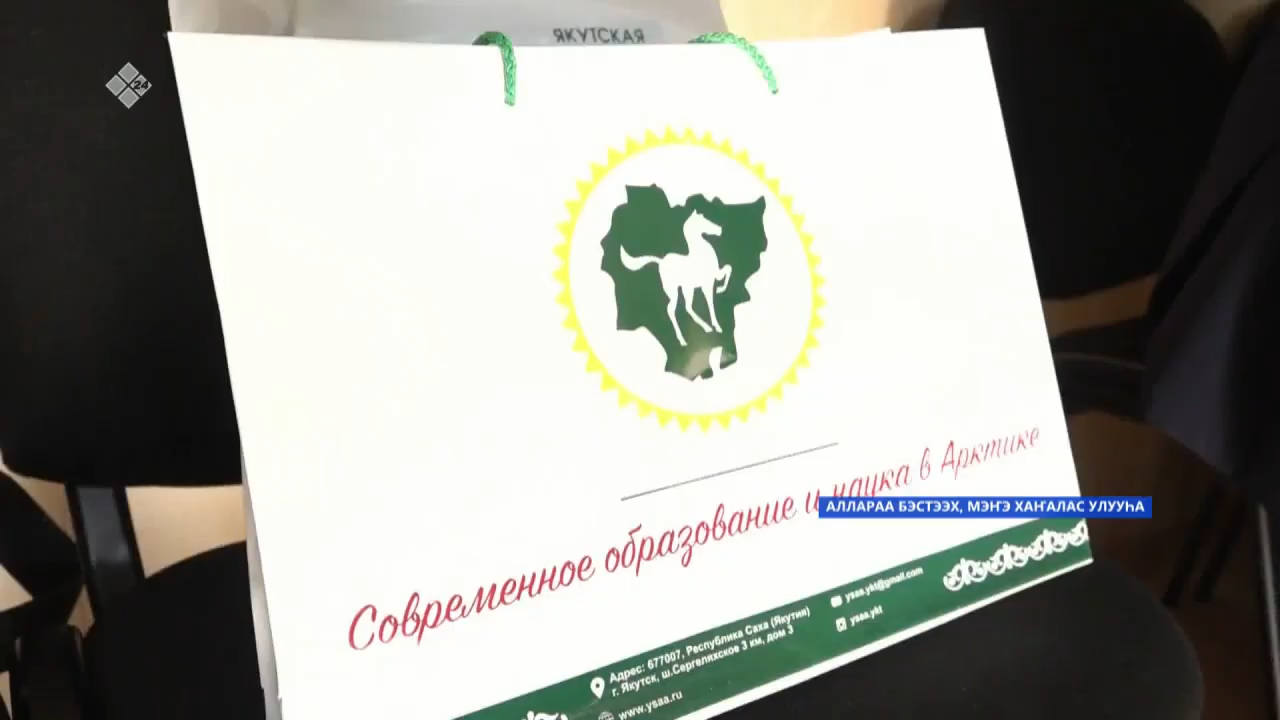 ЯКУТСКАЯ
24
Современное образование и наука в Арктике
АЛЛАРАА БЭСТЭЭХ, МЭҤЭ ХАҤАЛАС УЛУУҺА
Адрес: 677007, Республика Саха (Якутия)
г. Якутск, ш.Сергеляхское 3 км, дом 3
www.ysaa.ru
ysaa.ykt@gmail.com
ysaa.ykt